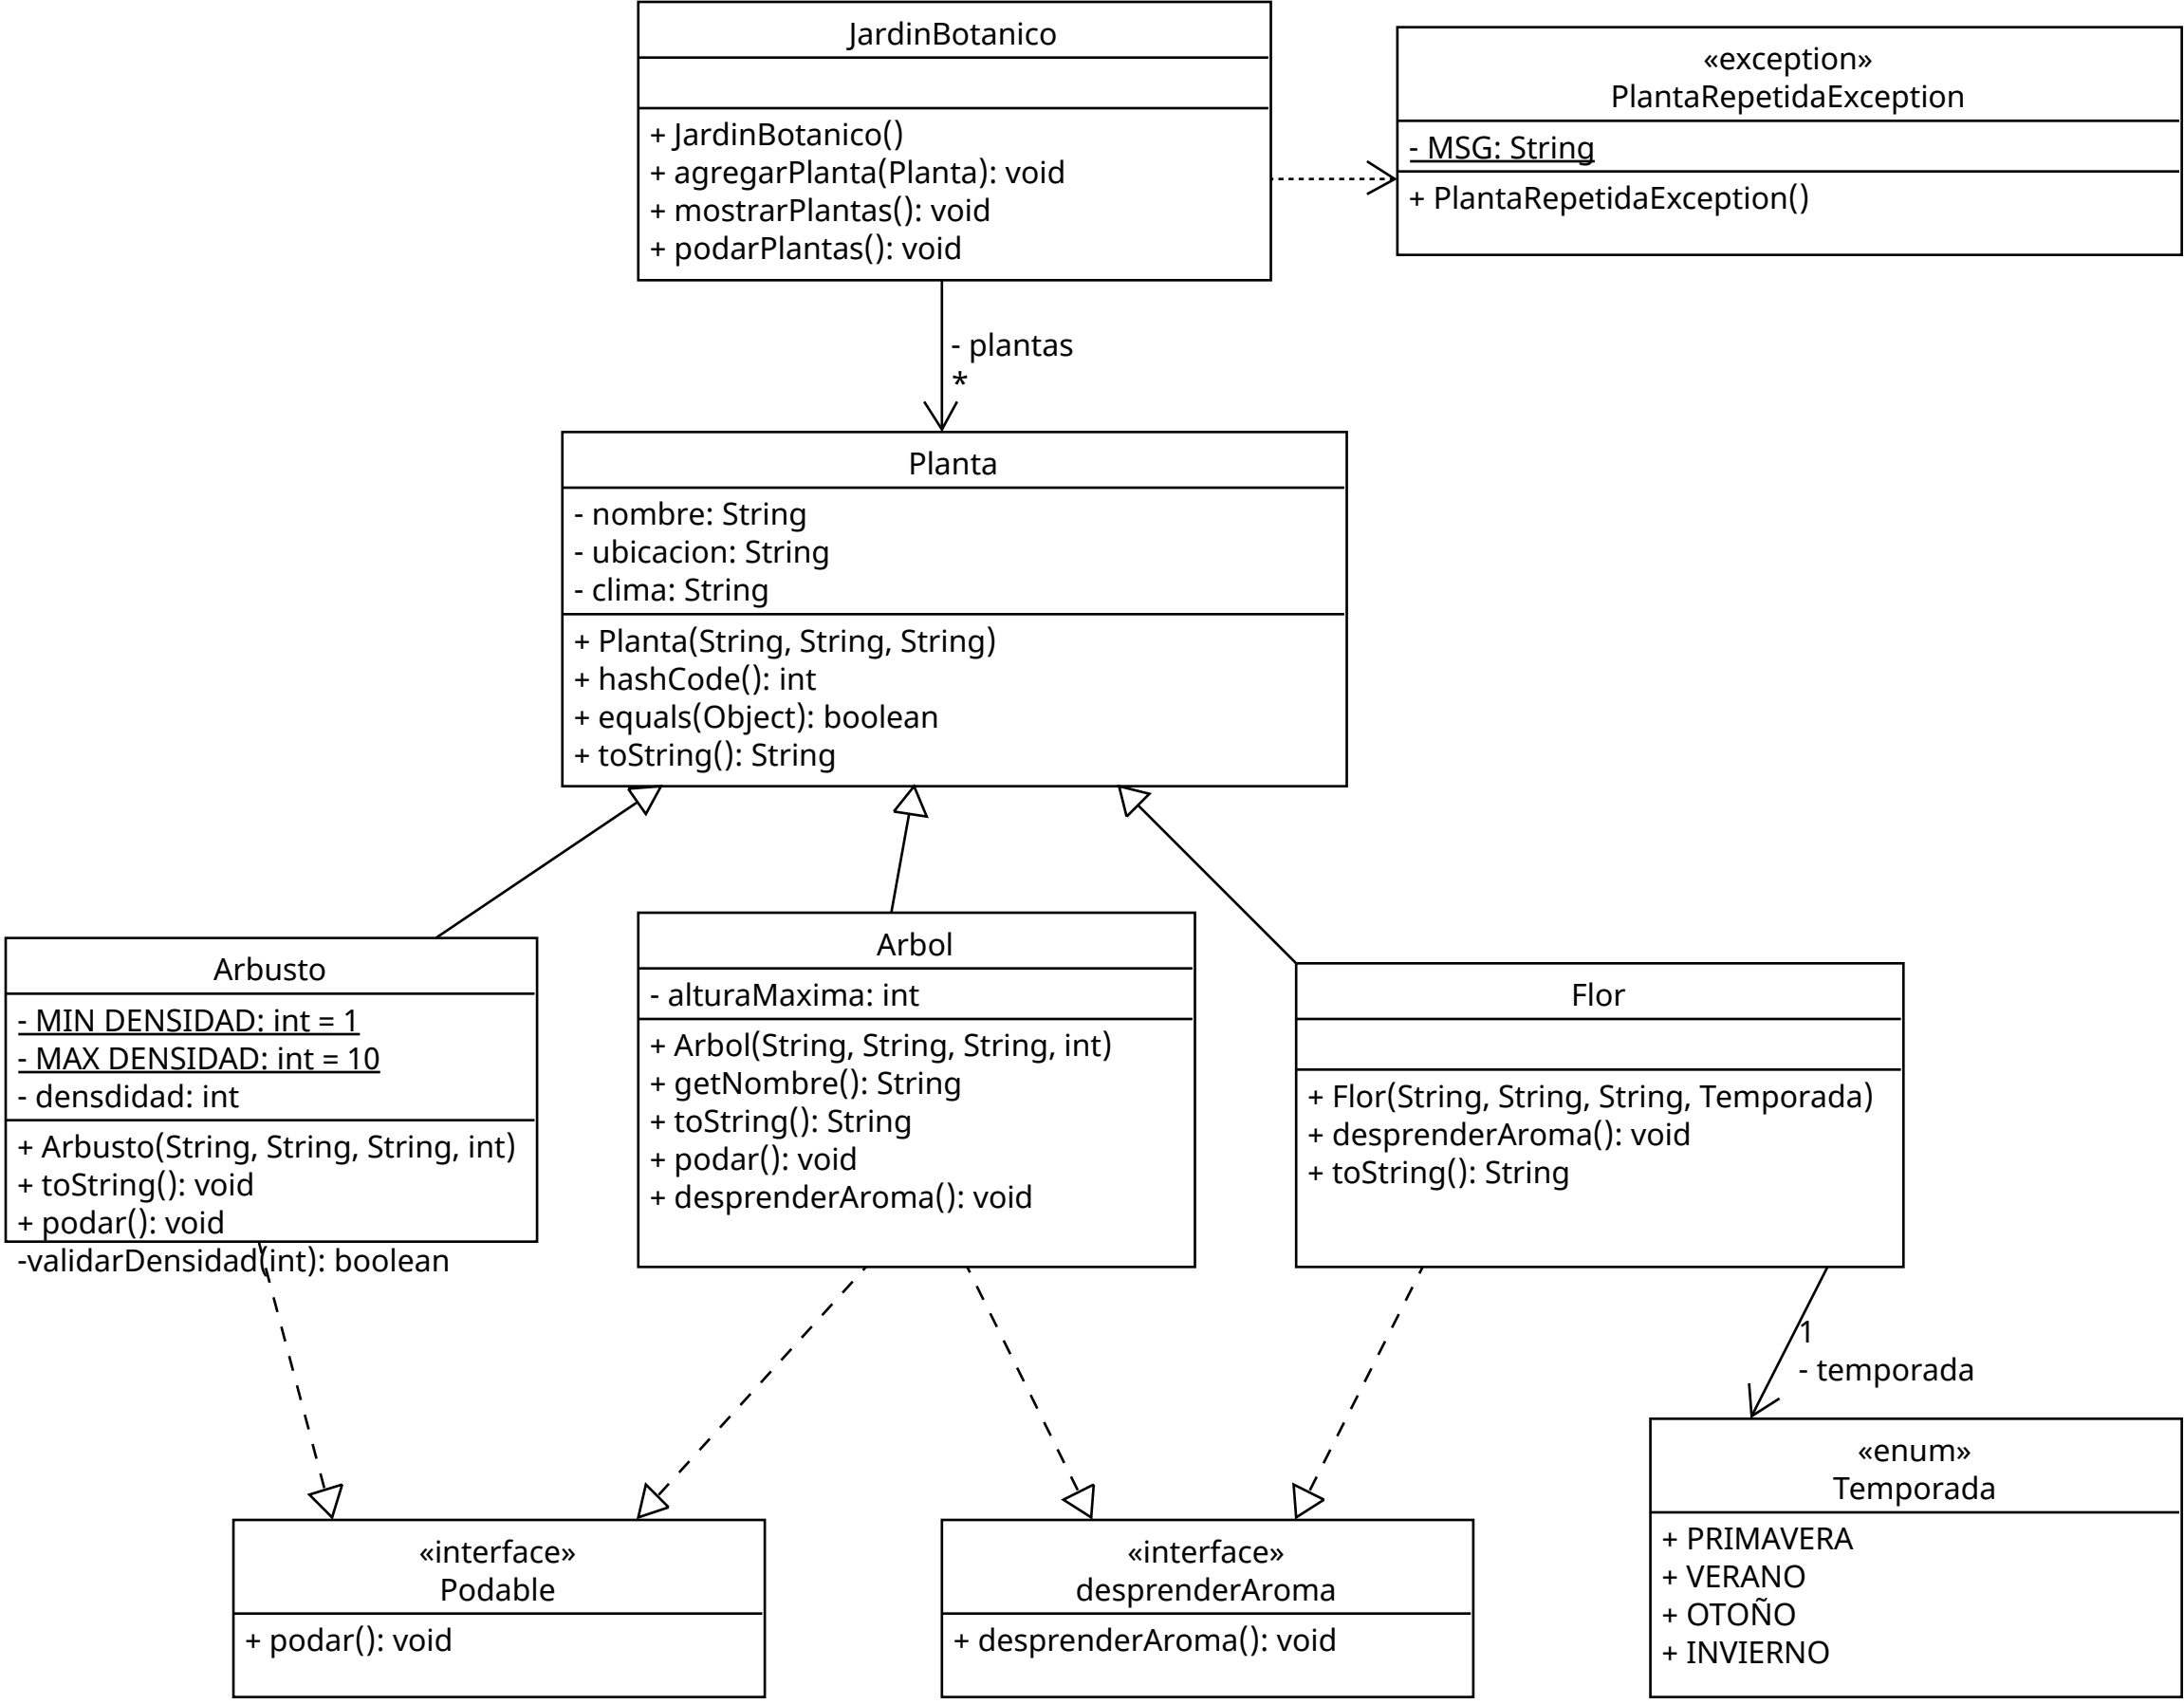 JardinBotanico
+ JardinBotanico()
+ agregarPlanta(Planta): void
+ mostrarPlantas(): void
+ podarPlantas(): void
«exception»
PlantaRepetidaException
- MSG: String
+ PlantaRepetidaException()
- plantas
*
Planta
- nombre: String
- ubicacion: String
- clima: String
+ Planta(String, String, String)
+ hashCode(): int
+ equals(Object): boolean
+ toString(): String
Arbusto
- MIN DENSIDAD: int = 1
- MAX DENSIDAD: int = 10
- densdidad: int
+ Arbusto(String, String, String, int)
+ toString(): void
+ podar(): void
-validarDensidad(int): boolean
Arbol
- alturaMaxima: int
+ Arbol(String, String, String, int)
+ getNombre(): String
+ toString(): String
+ podar(): void
+ desprenderAroma(): void
Flor
+ Flor(String, String, String, Temporada)
+ desprenderAroma(): void
+ toString(): String
1
- temporada
«interface»
Podable
+ podar(): void
«interface»
desprenderAroma
+ desprenderAroma(): void
«enum»
Temporada
+ PRIMAVERA
+ VERANO
+ OTOÑO
+ INVIERNO